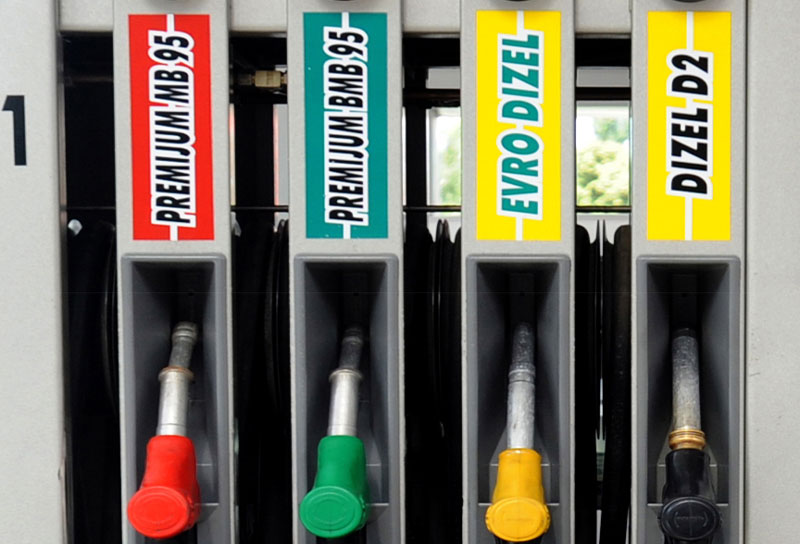 1
PREMIJUM MB 95
PREMIJUM BMB 95
EVRO DIZEL
DIZEL D2